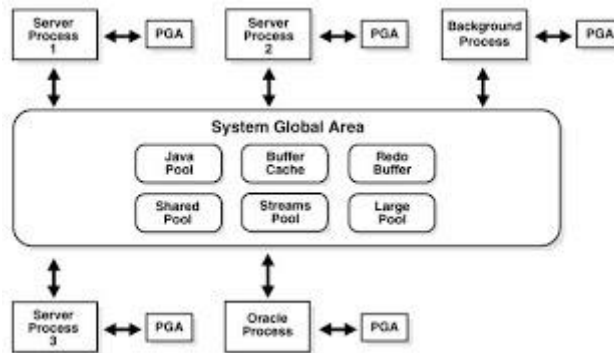 Server
Process
1
PGA
Server
Process
2
PGA
Background
Process
PGA
System Global Area
Java
Pool
Buffer
Cache
Redo
Buffer
Shared
Pool
Streams
Pool
Large
Pool
Server
Process
3
PGA
Oracle
Process
PGA